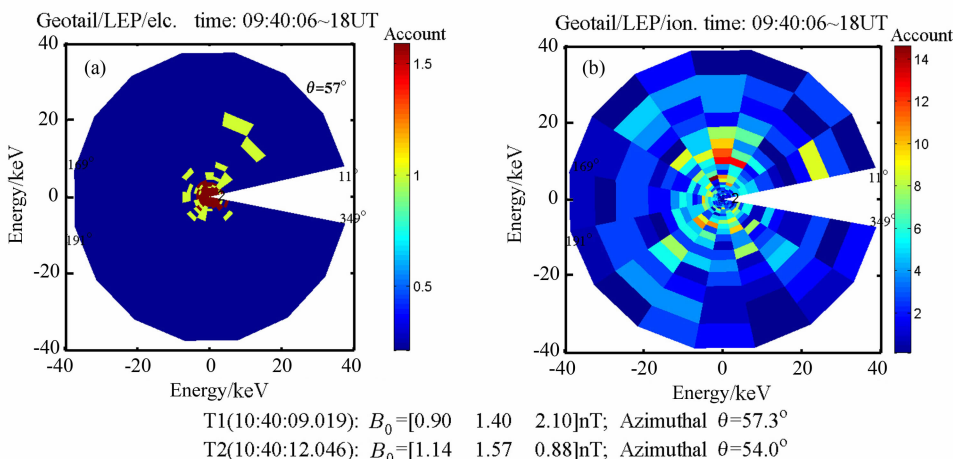 Geotail/LEP/elc. time: 09:40:06~18UT
Account
(a)
θ=57°
169°
11°
2
349°
191°
40
20
0
-20
-40
Energy/keV
-40 -20 0 20 40
Energy/keV
1.5
1
0.5
Geotail/LEP/ion. time: 09:40:06~18UT
Account
(b)
169°
11°
2
349°
191°
40
20
0
-20
-40
Energy/keV
-40 -20 0 20 40
Energy/keV
14
12
10
8
6
4
2
T1(10:40:09.019): B0=[0.90 1.40 2.10]nT; Azimuthal θ=57.3°
T2(10:40:12.046): B0=[1.14 1.57 0.88]nT; Azimuthal θ=54.0°